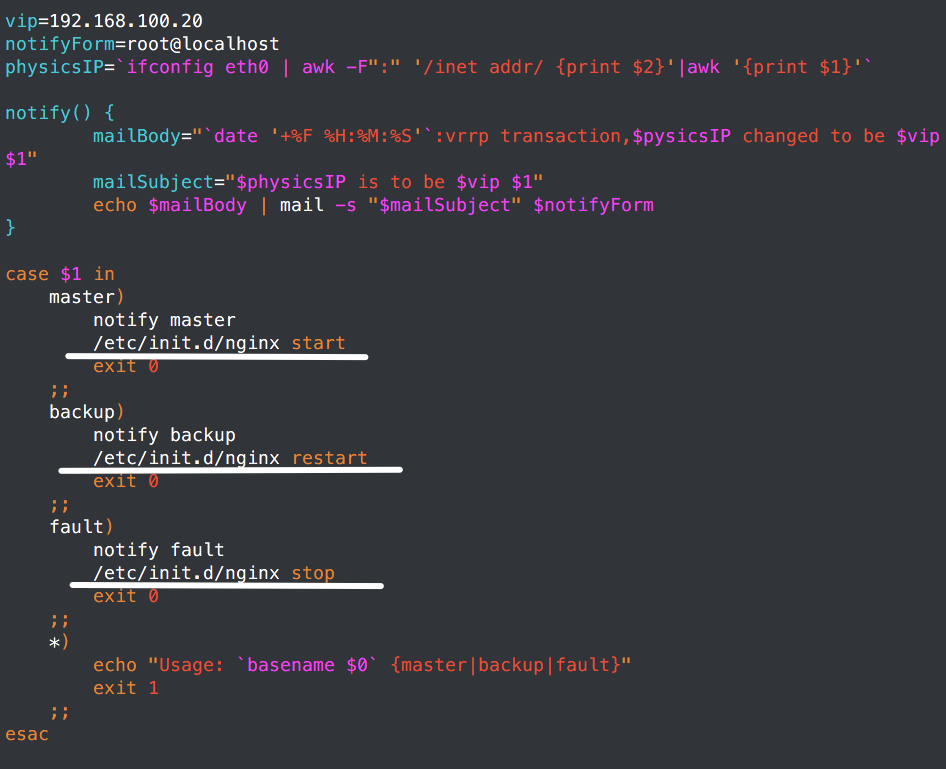 vip=192.168.100.20
notifyForm=root@localhost
physicsIP=`ifconfig eth0 | awk -F":" '/inet addr/ {print $2}'|awk '{print $1}'`

notify() {
        mailBody="`date '+%F %H:%M:%S'`:vrrp transaction,$pysicsIP changed to be $vip
$1"
        mailSubject="$physicsIP is to be $vip $1"
        echo $mailBody | mail -s "$mailSubject" $notifyForm
}

case $1 in
    master)
        notify master
        /etc/init.d/nginx start
        exit 0
    ;;
    backup)
        notify backup
        /etc/init.d/nginx restart
        exit 0
    ;;
    fault)
        notify fault
        /etc/init.d/nginx stop
        exit 0
    ;;
    *)
        echo "Usage: `basename $0` {master|backup|fault}"
        exit 1
    ;;
esac